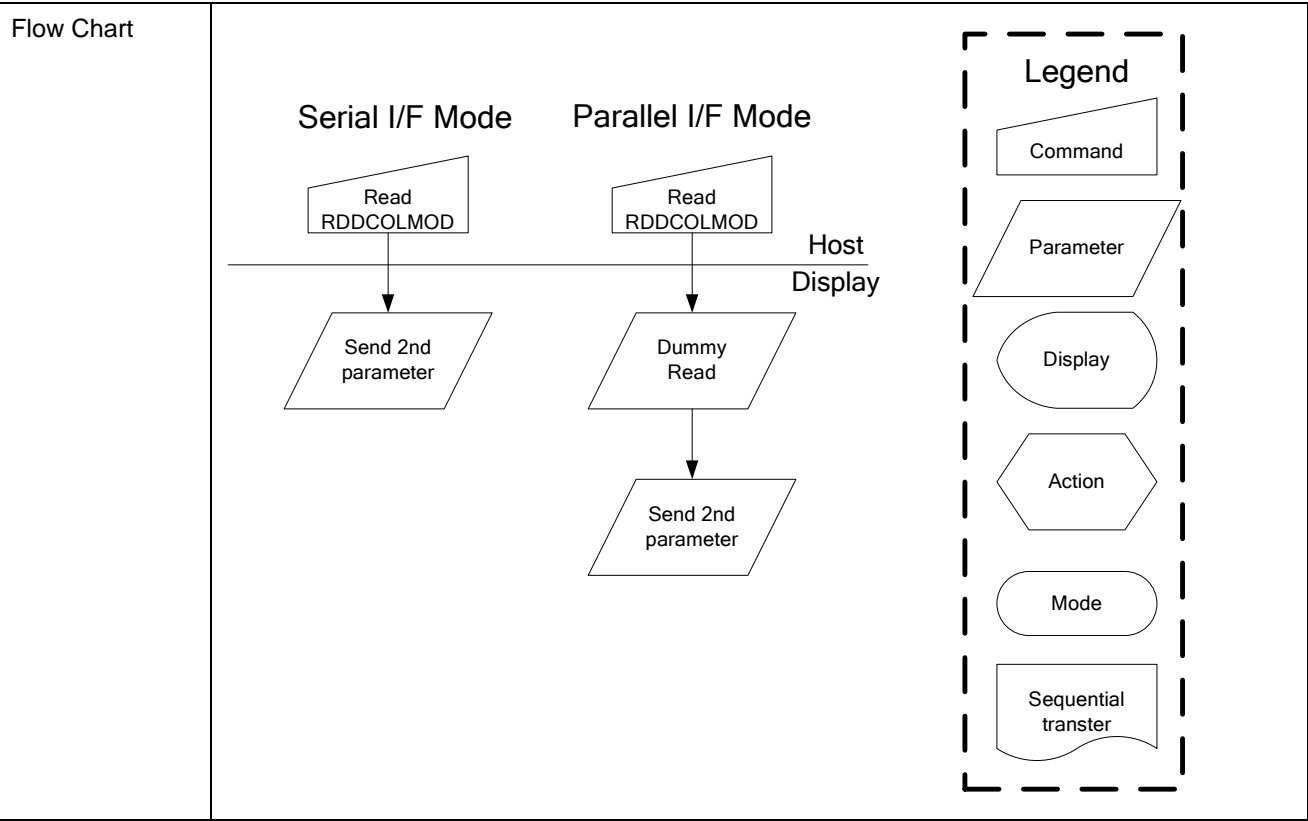 Flow Chart
Serial I/F Mode
Read
RDDCOLMOD
Send 2nd
parameter
Parallel I/F Mode
Read
RDDCOLMOD
Host
Display
Dummy
Read
Send 2nd
parameter
Legend
Command
Parameter
Display
Action
Mode
Sequential
transter